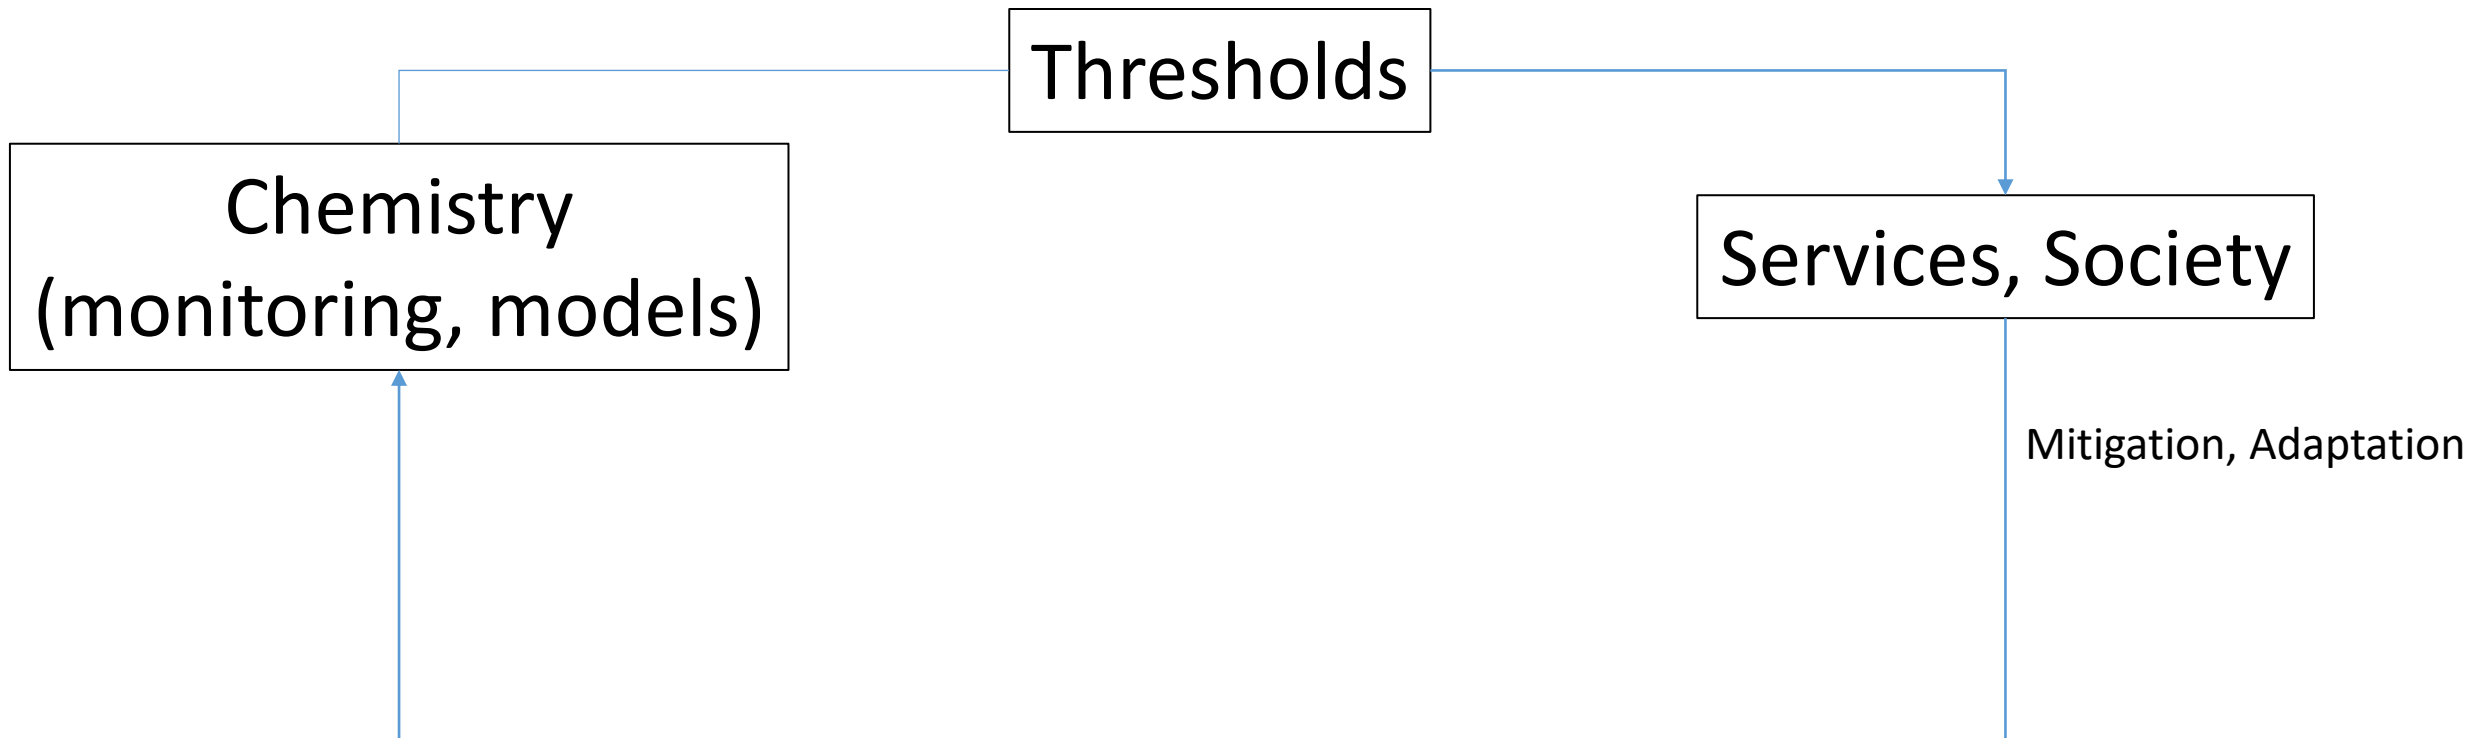 Thresholds
Chemistry
(monitoring, models)
Services, Society
Mitigation, Adaptation